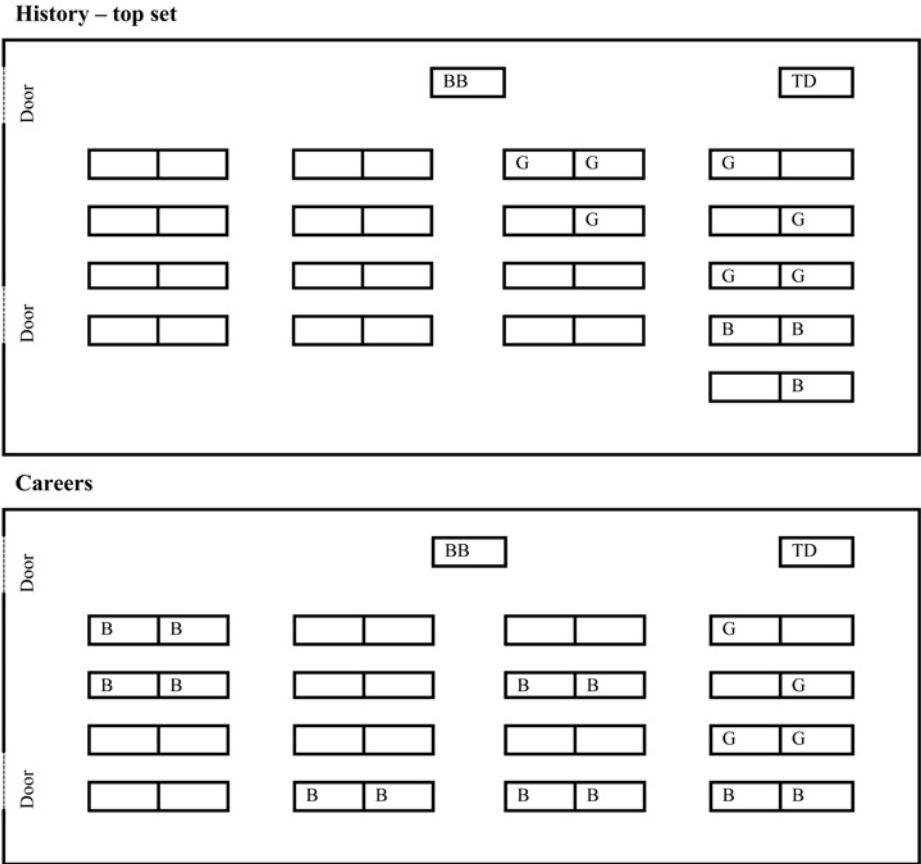 History – top set
BB TD
Door
G G G
G G
G G
Door
B B
B
Careers
BB TD
Door
B B G
B B B B G
G G
Door
B B B B B B